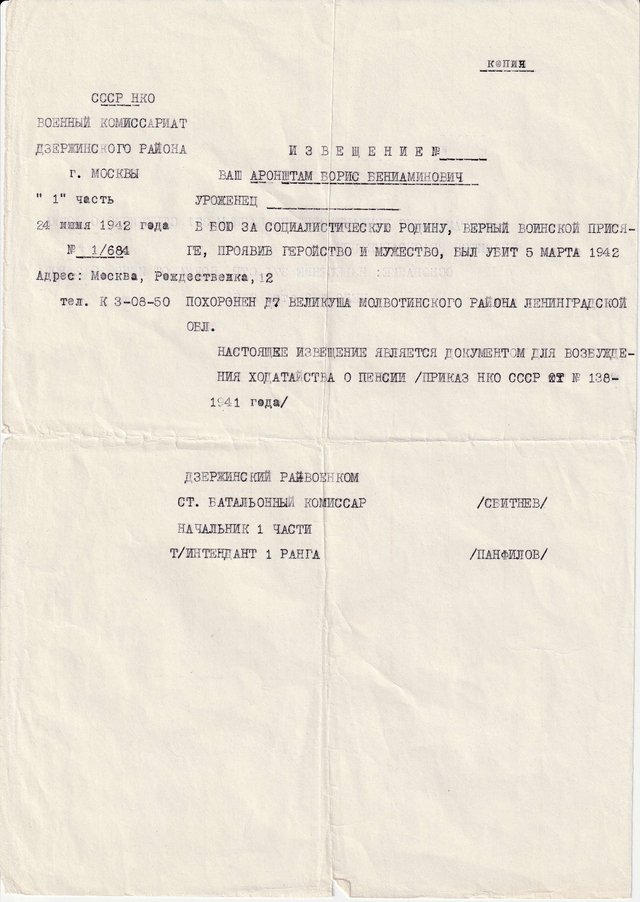 КОПИЯ
СССР НКО
ВОЕННЫЙ КОМИССАРИАТ
ДЗЕРЖИНСКОГО РАЙОНА
г. МОСКВЫ
" 1" часть
24 июня 1942 года
№ 1/684
Адрес: Москва, Рождественка, 12
тел. К 3-08-50
ИЗВЕЩЕНИЕ №
ВАШ АРОНШТАМ БОРИС ВЕНИАМИНОВИЧ
УРОЖЕНЕЦ
В БОЮ ЗА СОЦИАЛИСТИЧЕСКУЮ РОДИНУ, ВЕРНЫЙ ВОИНСКОЙ ПРИСЯ-
ГЕ, ПРОЯВИВ ГЕРОЙСТВО И МУЖЕСТВО, БЫЛ УБИТ 5 МАРТА 1942
ПОХОРОНЕН Д7 ВЕЛИКУША МОЛВОТИНСКОГО РАЙОНА ЛЕНИНГРАДСКОЙ
ОБЛ.
НАСТОЯЩЕЕ ИЗВЕЩЕНИЕ ЯВЛЯЕТСЯ ДОКУМЕНТОМ ДЛЯ ВОЗБУЖДЕ-
НИЯ ХОДАТАЙСТВА О ПЕНСИИ /ПРИКАЗ НКО СССР ОТ № 138-
1941 года/
ДЗЕРЖИНСКИЙ РАЙВОЕНКОМ
СТ. БАТАЛЬОННЫЙ КОМИССАР /СБИТНЕВ/
НАЧАЛЬНИК 1 ЧАСТИ
Т/ИНТЕНДАНТ 1 РАНГА /ПАНФИЛОВ/